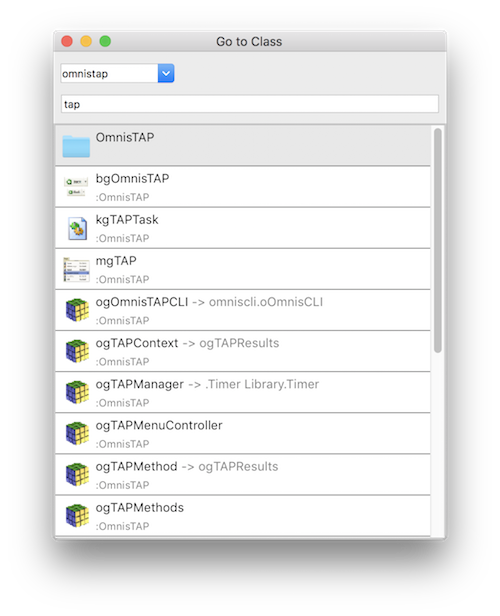 Go to Class
omnistap
tap
OmnisTAP
bgOmnisTAP
:OmnisTAP
kgTAPTask
:OmnisTAP
mgTAP
:OmnisTAP
ogOmnisTAPCLI -> omniscli.oOmnisCLI
:OmnisTAP
ogTAPContext -> ogTAPResults
:OmnisTAP
ogTAPManager -> .Timer Library.Timer
:OmnisTAP
ogTAPMenuController
:OmnisTAP
ogTAPMethod -> ogTAPResults
:OmnisTAP
ogTAPMethods
:OmnisTAP